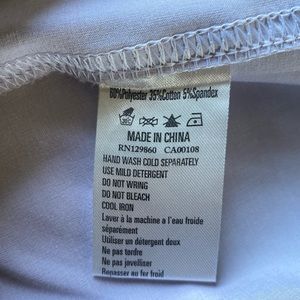 60%Polyester 35%Cotton 5%Spandex
MADE IN CHINA
RN129860 CA00108
HAND WASH COLD SEPARATELY
USE MILD DETERGENT
DO NOT WRING
DO NOT BLEACH
COOL IRON
Laver à la machine a l'eau froide
séparément
Utiliser un détergent doux
Ne pas tordre
Ne pas javelliser
Repasser au fer froid